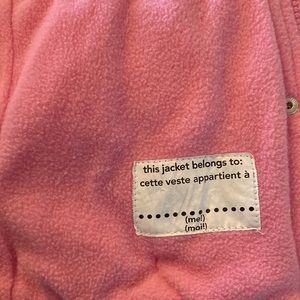 this jacket belongs to:
cette veste appartient à
(me!)
(moi!)